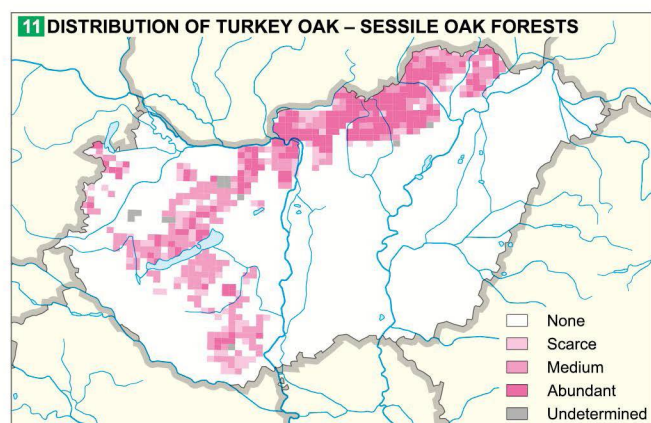 11 DISTRIBUTION OF TURKEY OAK – SESSILE OAK FORESTS
None
Scarce
Medium
Abundant
Undetermined